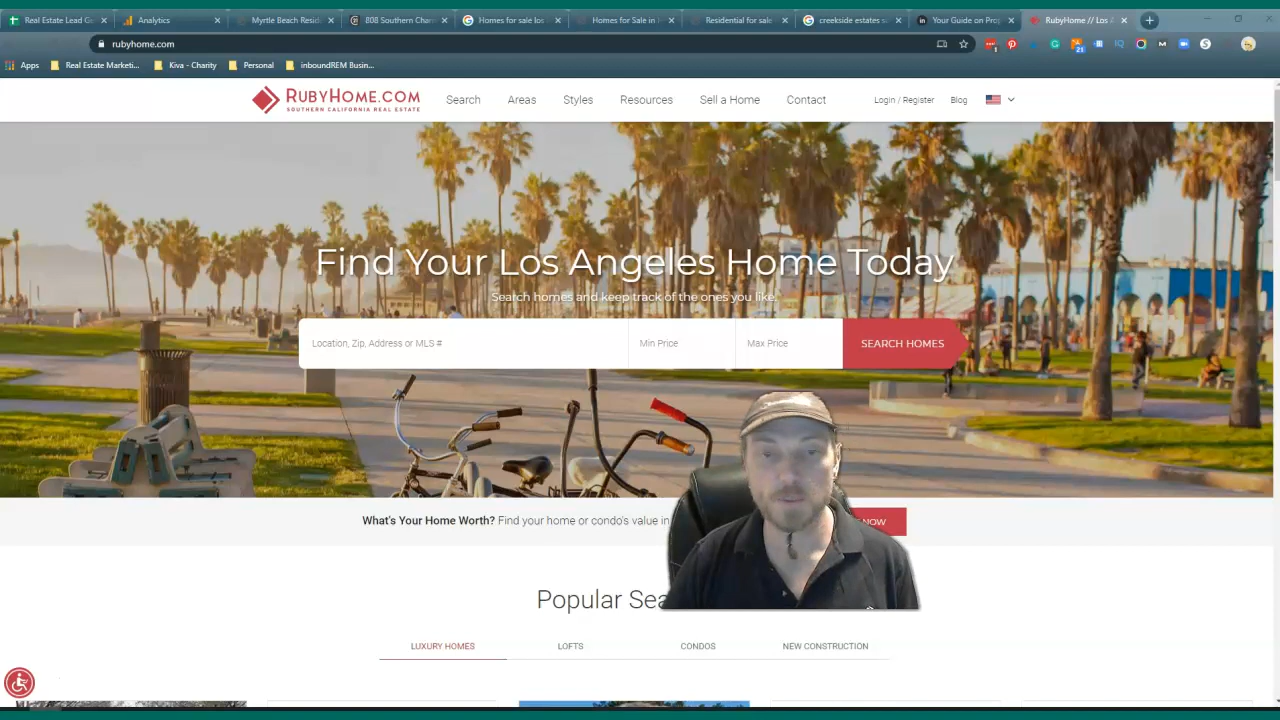 Real Estate Lead G
Analytics
Myrtle Beach Resid
808 Southern Char
Homes for sale los
Homes for Sale in
Residential for sale
creekside estates s
Your Guide on Prop
RubyHome // Los A
rubyhome.com
21
Apps
Real Estate Marketi...
Kiva - Charity
Personal
inboundREM Busin...
RUBYHOME.COM
SOUTHERN CALIFORNIA REAL ESTATE
Search
Areas
Styles
Resources
Sell a Home
Contact
Login / Register
Blog
Find Your Los Angeles Home Today
Search homes and keep track of the ones you like.
Location, Zip, Address or MLS #
Min Price
Max Price
SEARCH HOMES
What's Your Home Worth? Find your home or condo's value in
NOW
Popular Sea
LUXURY HOMES
LOFTS
CONDOS
NEW CONSTRUCTION